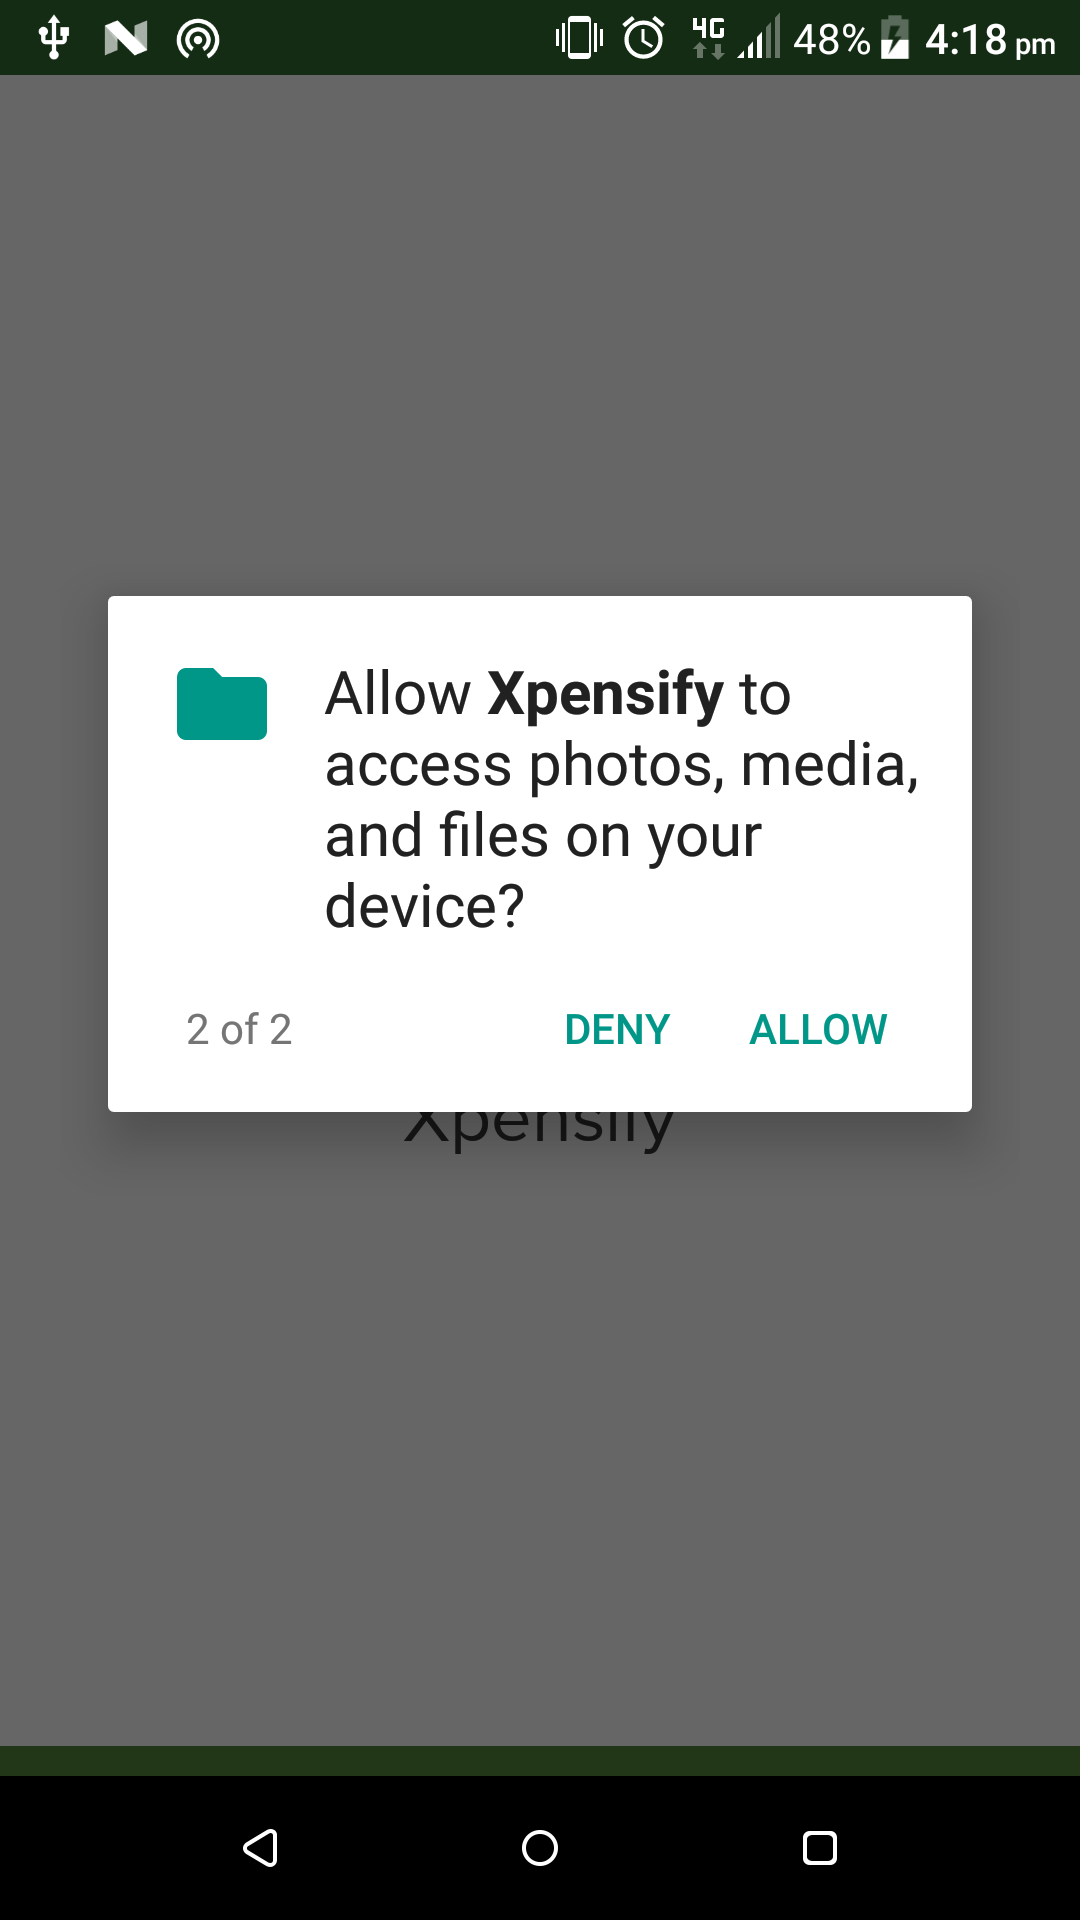 4G 48% 4:18 pm
Allow Xpensify to
access photos, media,
and files on your
device?
2 of 2 DENY ALLOW
Xpensify